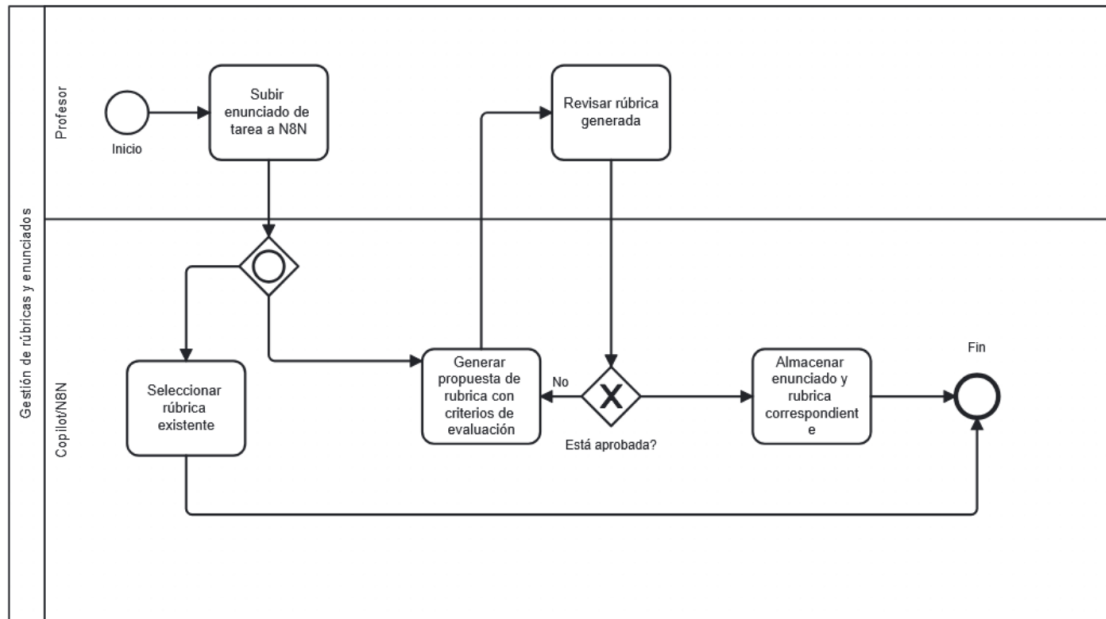 Gestión de rúbricas y enunciados
Profesor
Inicio
Subir
enunciado de
tarea a N8N
Revisar rúbrica
generada
Copilot/N8N
Seleccionar
rúbrica
existente
Generar
propuesta de
rubrica con
criterios de
evaluación
No
X
Está aprobada?
Almacenar
enunciado y
rubrica
correspondient
e
Fin